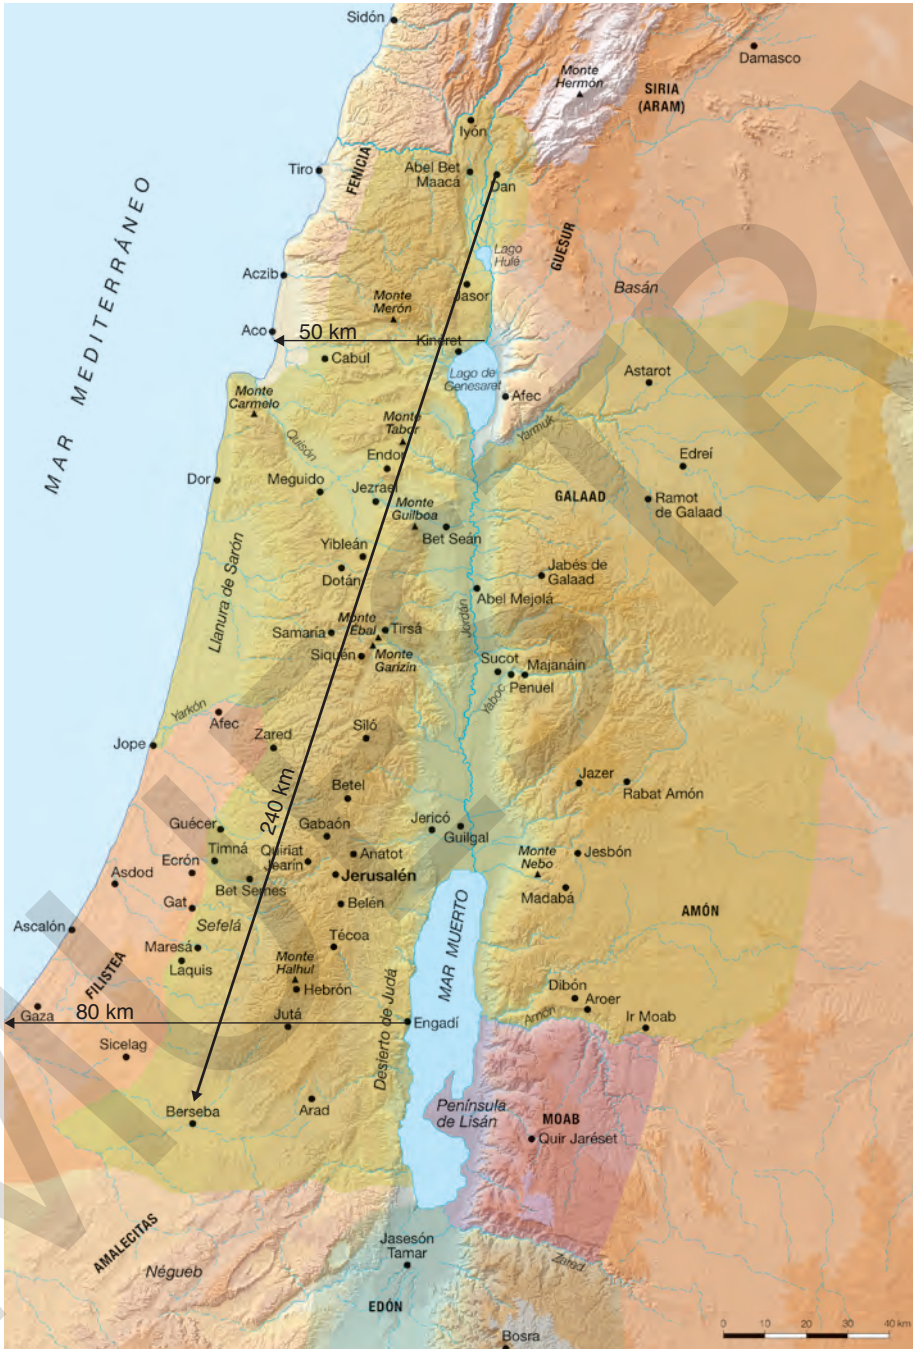 Sidón
Damasco
Monte
Hermón
SIRIA
(ARAM)
Iyón
Tiro
FENICIA
Abel Bet
Maacá
Dan
GUESUR
Lago
Hulé
MAR MEDITERRÁNEO
Aczib
Jasor
Basán
Monte
Merón
Aco
50 km
Kinéret
Cabul
Lago de
Genesaret
Astarot
Afec
Monte
Carmelo
Monte
Tabor
Yarmuk
Quisón
Endor
Edreí
Dor
Meguido
Jezrael
GALAAD
Ramot
de Galaad
Monte
Guilboa
Bet Seán
Yibleán
Dotán
Jabés de
Galaad
Abel Mejolá
Llanura de Sarón
Jordán
Samaría
Monte
Ebal
Tirsá
Siquén
Monte
Garizín
Sucot
Majanáin
Penuel
Yaboc
Yarkón
Afec
Siló
Jope
Zared
240 km
Jazer
Rabat Amón
Betel
Guécer
Gabaón
Jericó
Guilgal
Timná
Quiriat
Jearín
Anatot
Monte
Nebo
Jesbón
Ecrón
Asdod
Bet Semes
Jerusalén
Madabá
Gat
Belén
AMÓN
Sefelá
Ascalón
Técoa
Maresá
Laquis
Monte
Halhul
MAR MUERTO
FILISTEA
Hebrón
Desierto de Judá
Dibón
Aroer
Gaza
80 km
Jutá
Engadí
Arnón
Ir Moab
Sicelag
Berseba
Arad
Península
de Lisán
MOAB
Quir Jaréset
AMALECITAS
Négueb
Jasesón
Tamar
Zared
EDÓN
Bosra
0 10 20 30 40 km
MUESTRA